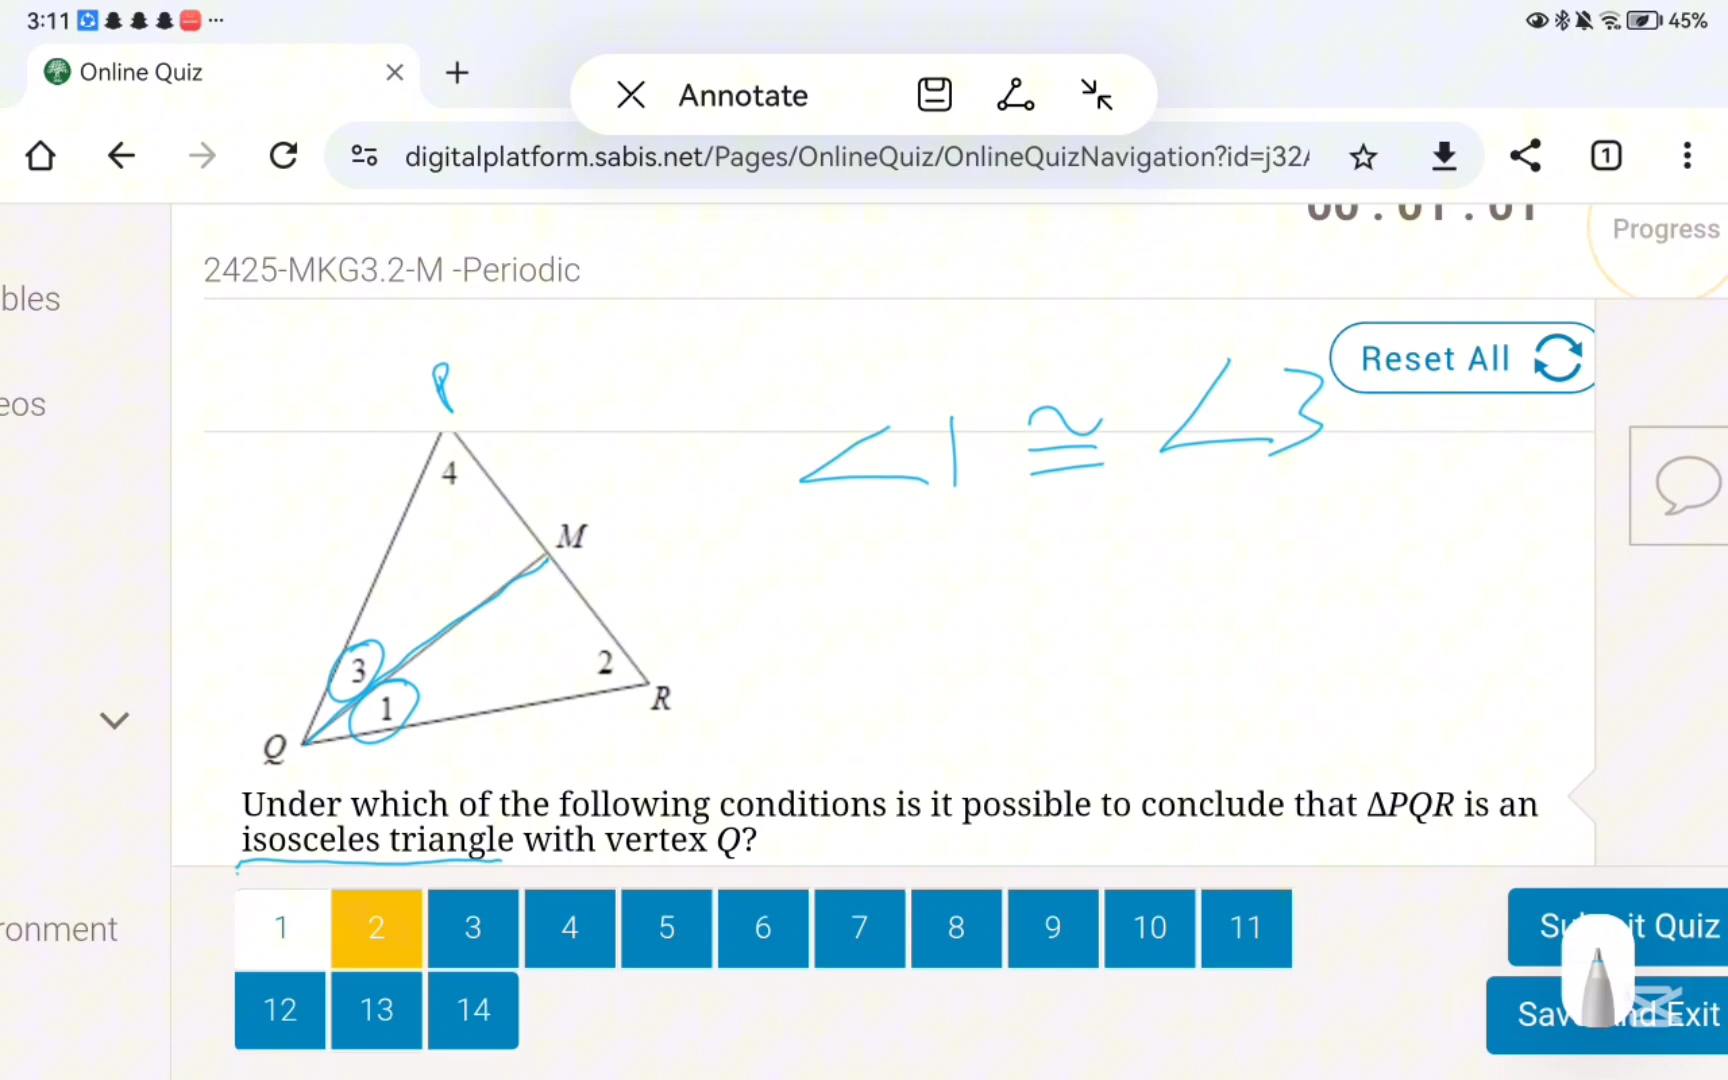 3:11 ... 45%
Online Quiz
Annotate
digitalplatform.sabis.net/Pages/OnlineQuiz/OnlineQuizNavigation?id=j32/
1
Progress
2425-MKG3.2-M -Periodic
bles
eos
ronment
Reset All
P
∠1 ≅ ∠3
4
M
3
1
2
R
Q
Under which of the following conditions is it possible to conclude that ΔPQR is an
isosceles triangle with vertex Q?
1 2 3 4 5 6 7 8 9 10 11
12 13 14
Quiz
Exit